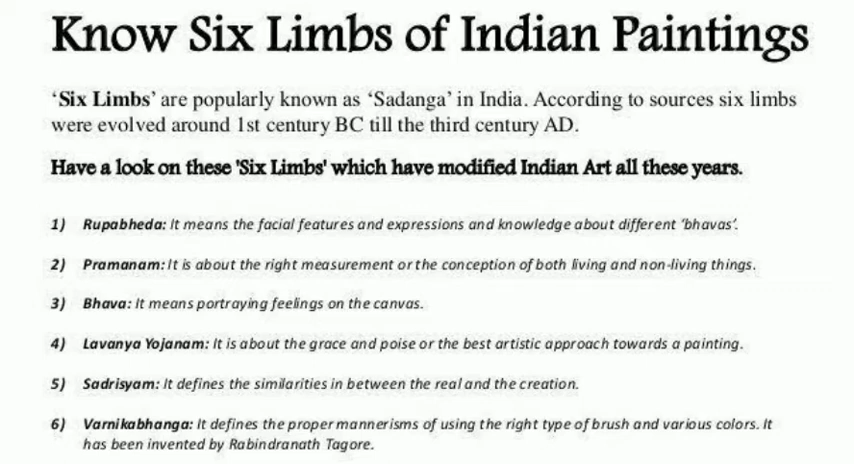 Know Six Limbs of Indian Paintings
‘Six Limbs’ are popularly known as ‘Sadanga’ in India. According to sources six limbs
were evolved around 1st century BC till the third century AD.
Have a look on these 'Six Limbs' which have modified Indian Art all these years.
1) Rupabheda: It means the facial features and expressions and knowledge about different ‘bhavas’.
2) Pramanam: It is about the right measurement or the conception of both living and non-living things.
3) Bhava: It means portraying feelings on the canvas.
4) Lavanya Yojanam: It is about the grace and poise or the best artistic approach towards a painting.
5) Sadrisyam: It defines the similarities in between the real and the creation.
6) Varnikabhanga: It defines the proper mannerisms of using the right type of brush and various colors. It
has been invented by Rabindranath Tagore.